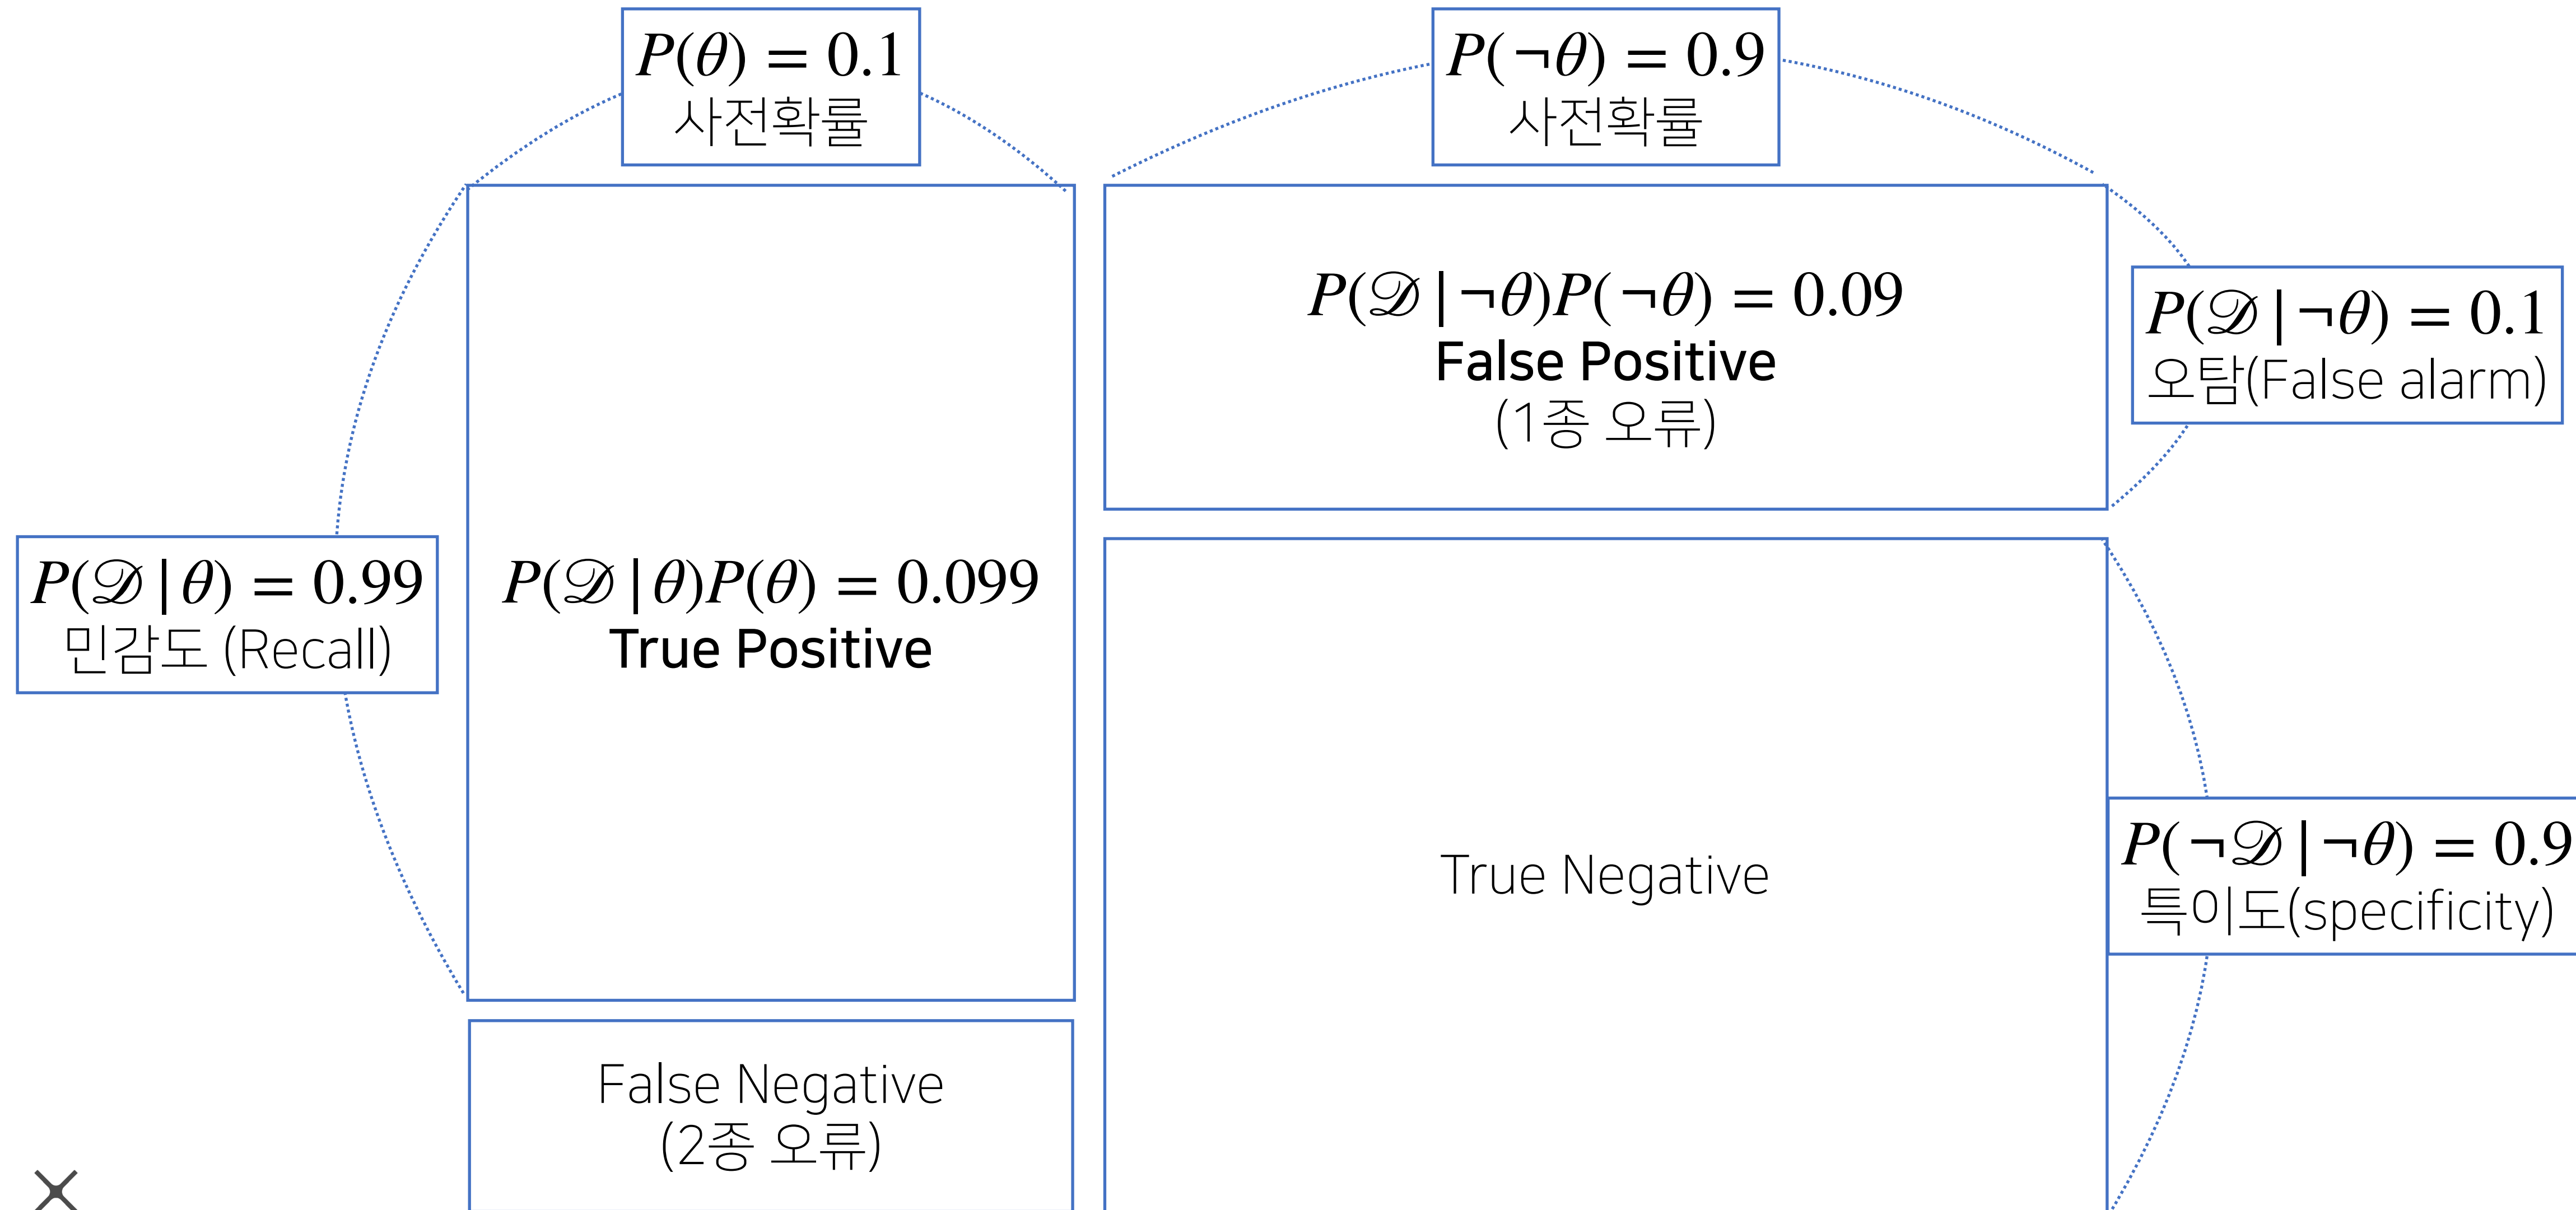 P(θ) = 0.1
사전확률
P(¬θ) = 0.9
사전확률
P(𝒟|¬θ)P(¬θ) = 0.09
False Positive
(1종 오류)
P(𝒟|¬θ) = 0.1
오탐(False alarm)
P(𝒟|θ) = 0.99
민감도 (Recall)
P(𝒟|θ)P(θ) = 0.099
True Positive
True Negative
P(¬𝒟|¬θ) = 0.9
특이도(specificity)
False Negative
(2종 오류)